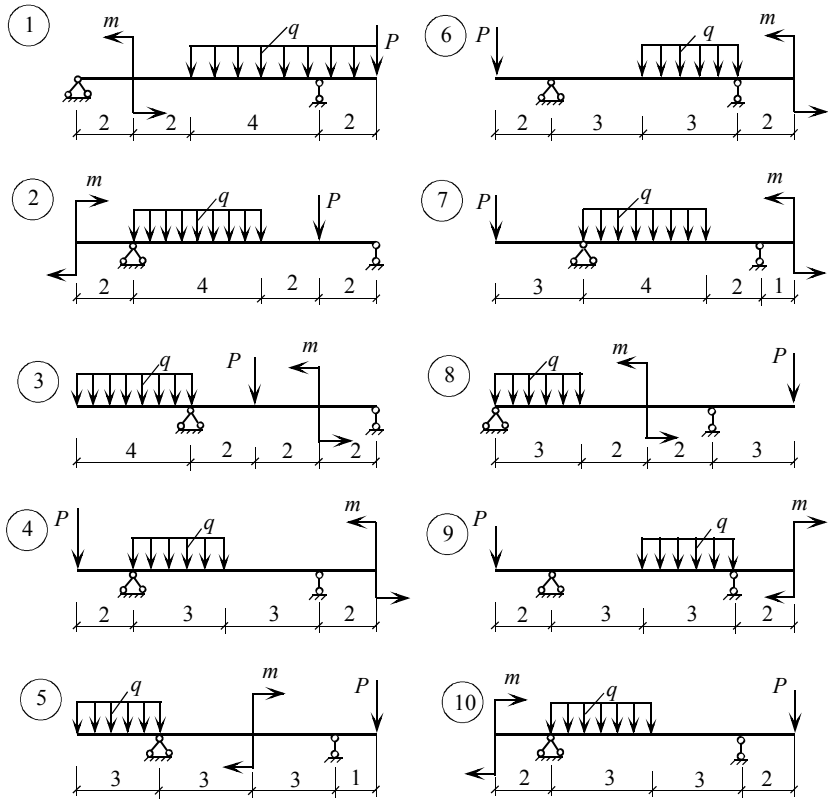 1 m q P
2 2 4 2
6 P q m
2 3 3 2
2 m q P
2 4 2 2
7 P q m
3 4 2 1
3 q P m
4 2 2 2
8 q m P
3 2 2 3
4 P q m
2 3 3 2
9 P q m
2 3 3 2
5 q m P
3 3 3 1
10 m q P
2 3 3 2